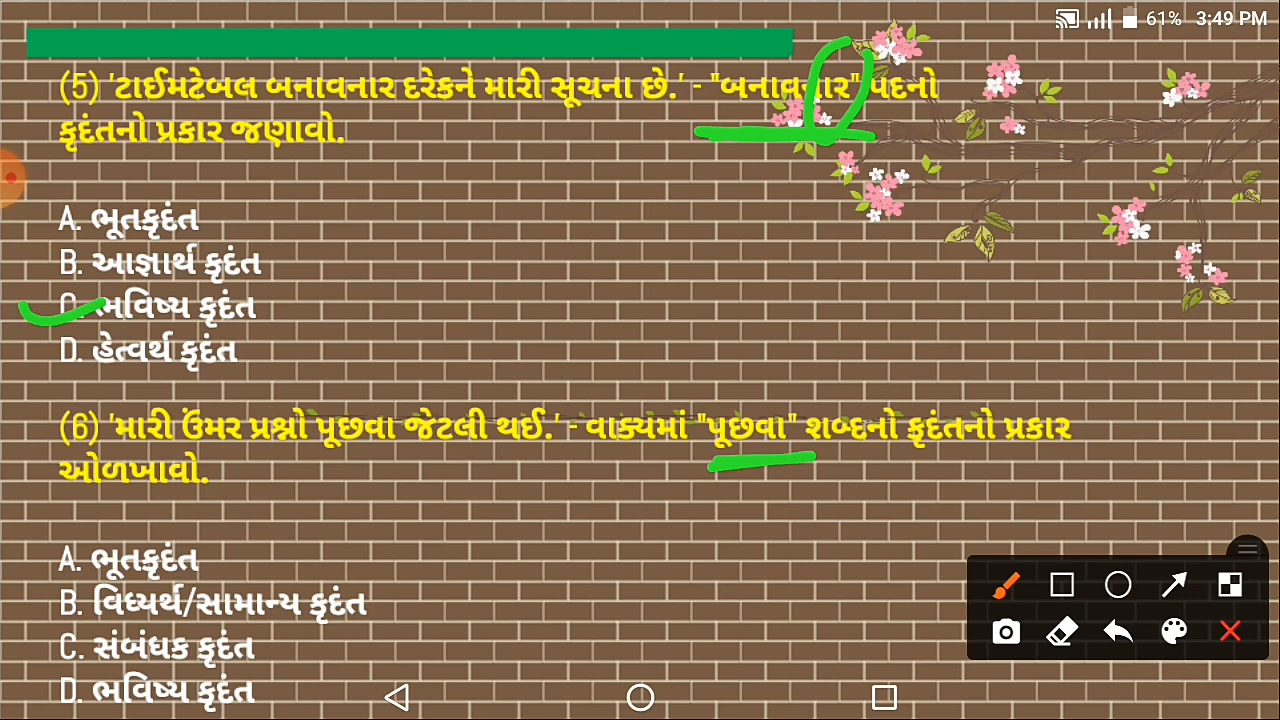 61% 3:49 PM
(5) 'ટાઈમટેબલ બનાવનાર દરેકને મારી સૂચના છે.' - "બનાવનાર" પદનો
કૃદંતનો પ્રકાર જણાવો.
A. ભૂતકૃદંત
B. આજ્ઞાર્થ કૃદંત
C. ભવિષ્ય કૃદંત
D. હેત્વર્થ કૃદંત
(6) 'મારી ઉંમર પ્રશ્નો પૂછવા જેટલી થઈ.' - વાક્યમાં "પૂછવા" શબ્દનો કૃદંતનો પ્રકાર
ઓળખાવો.
A. ભૂતકૃદંત
B. વિધ્યર્થ/સામાન્ય કૃદંત
C. સંબંધક કૃદંત
D. ભવિષ્ય કૃદંત